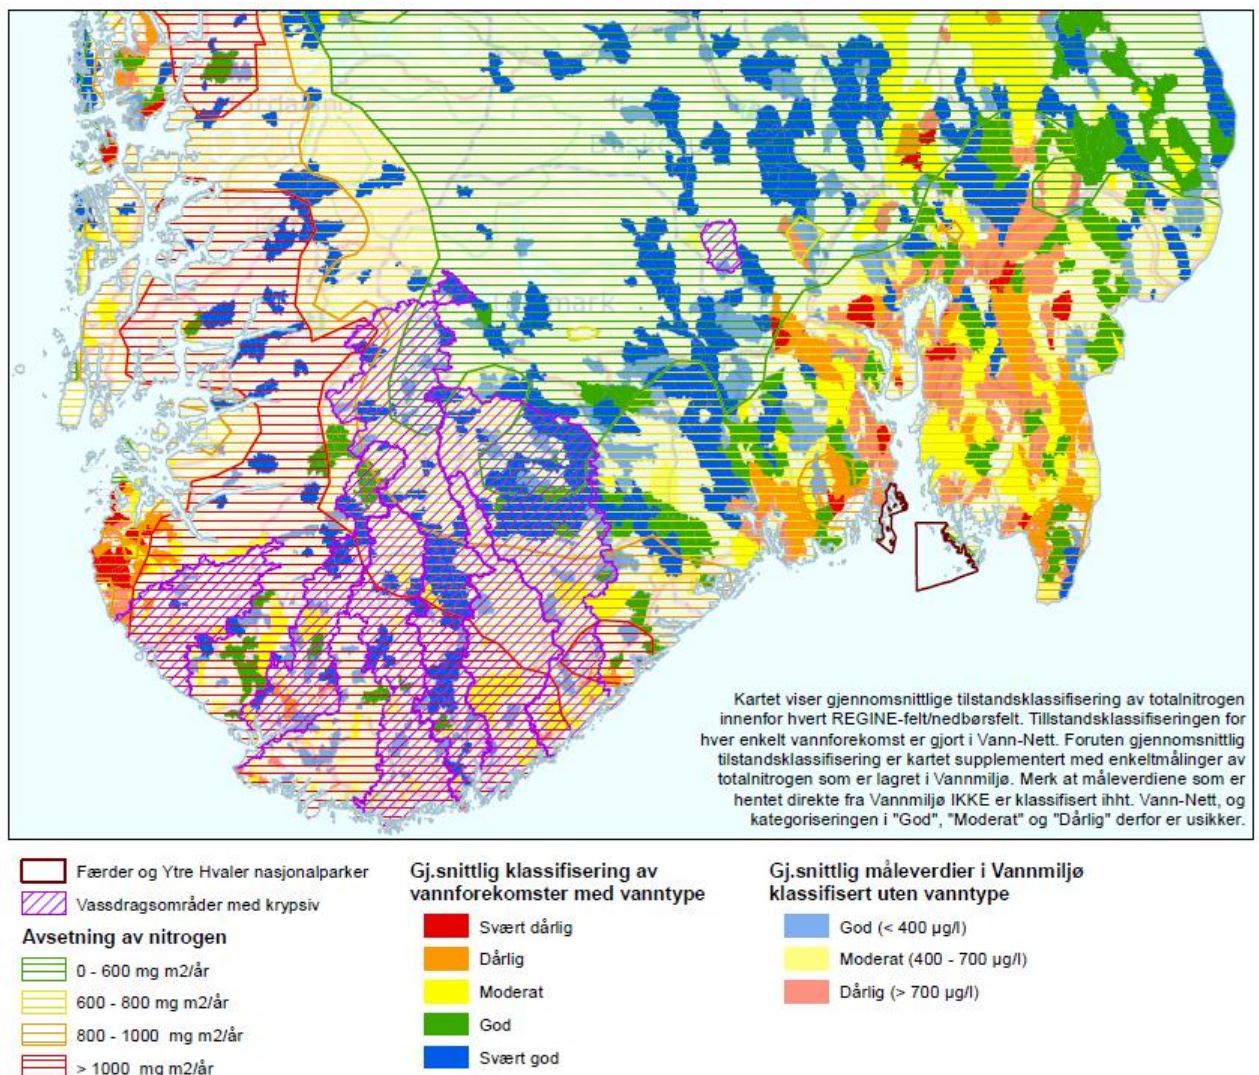 Kartet viser gjennomsnittlige tilstandsklassifisering av totalnitrogen
innenfor hvert REGINE-felt/nedbørsfelt. Tillstandsklassifiseringen for
hver enkelt vannforekomst er gjort i Vann-Nett. Foruten gjennomsnittlig
tilstandsklassifisering er kartet supplementert med enkeltmålinger av
totalnitrogen som er lagret i Vannmiljø. Merk at måleverdiene som er
hentet direkte fra Vannmiljø IKKE er klassifisert ihht. Vann-Nett, og
kategoriseringen i "God", "Moderat" og "Dårlig" derfor er usikker.
Færder og Ytre Hvaler nasjonalparker
Vassdragsområder med krypsiv
Avsetning av nitrogen
0 - 600 mg m2/år
600 - 800 mg m2/år
800 - 1000 mg m2/år
> 1000 mg m2/år
Gj.snittlig klassifisering av
vannforekomster med vanntype
Svært dårlig
Dårlig
Moderat
God
Svært god
Gj.snittlig måleverdier i Vannmiljø
klassifisert uten vanntype
God (< 400 µg/l)
Moderat (400 - 700 µg/l)
Dårlig (> 700 µg/l)